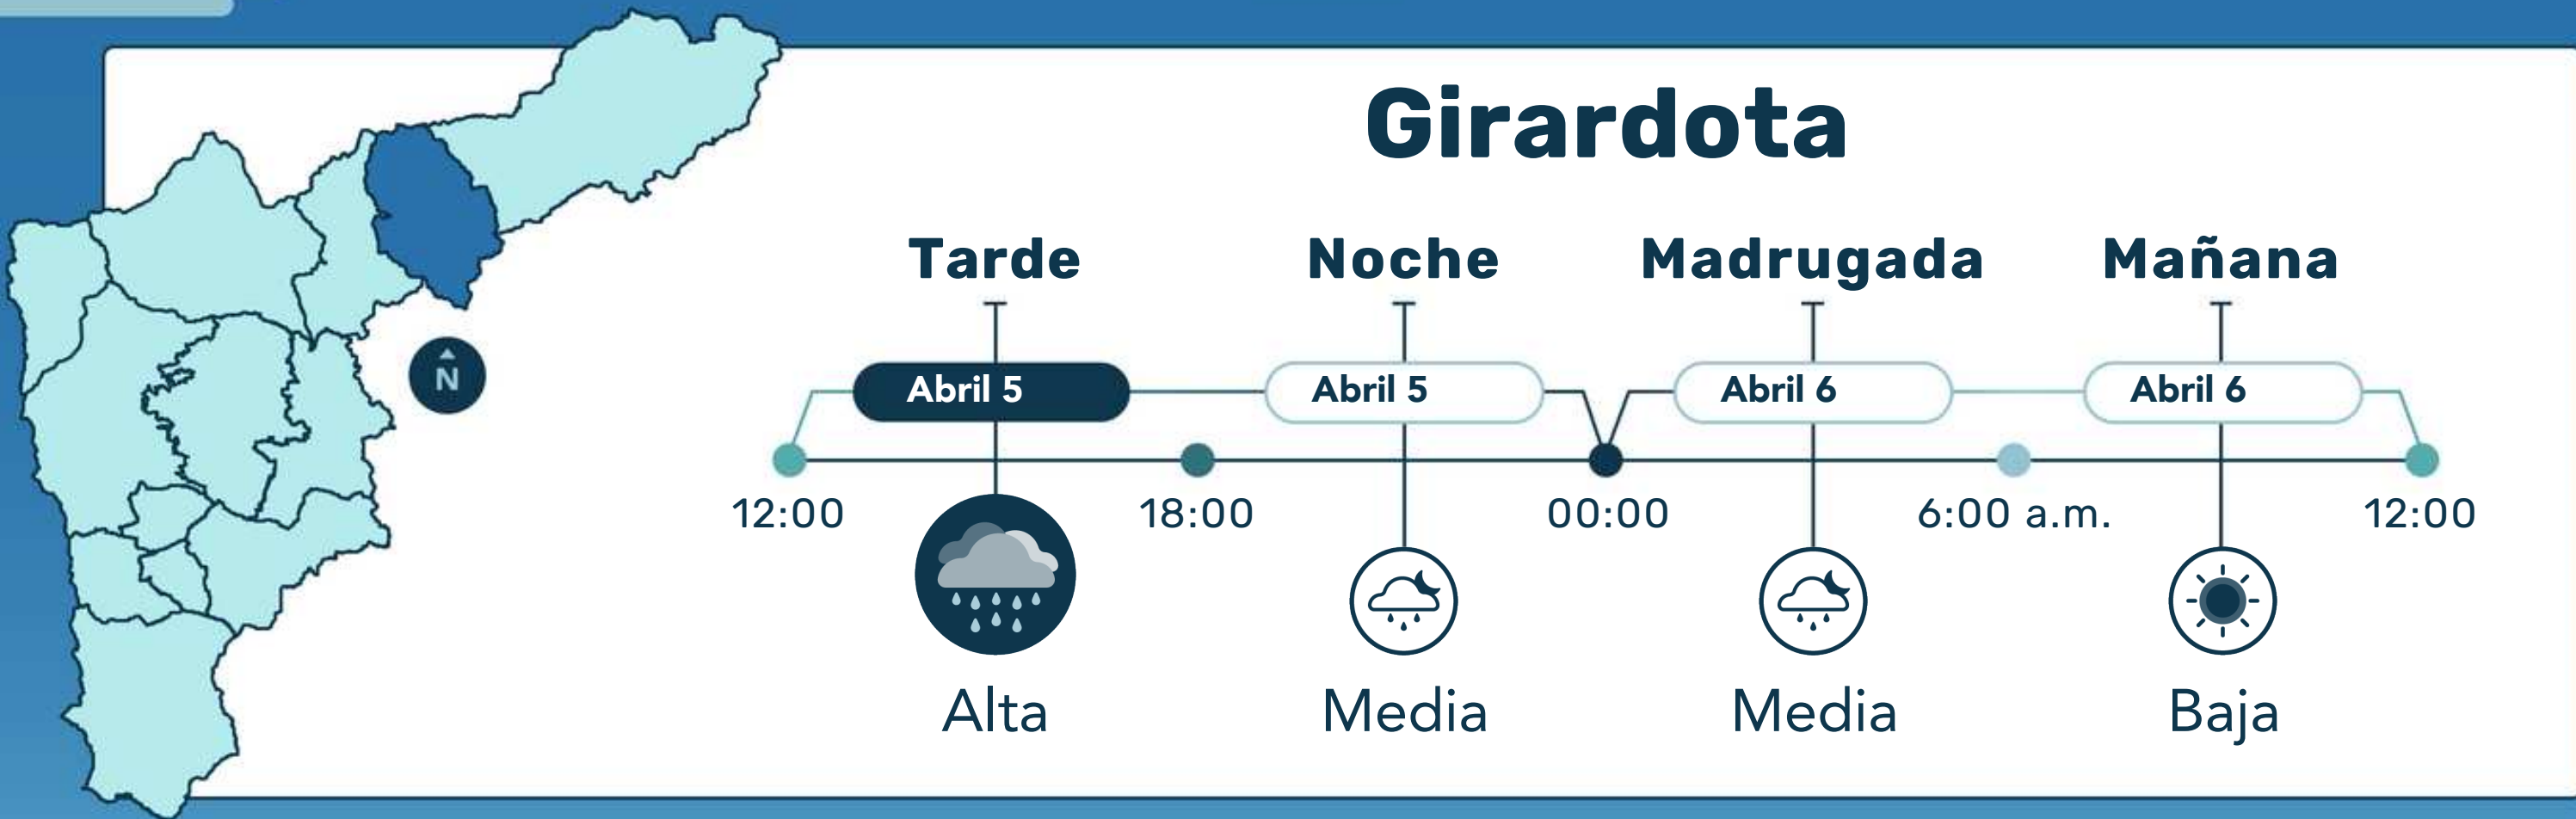 Girardota
Tarde Noche Madrugada Mañana
Abril 5 Abril 5 Abril 6 Abril 6
N
12:00 18:00 00:00 6:00 a.m. 12:00
Alta Media Media Baja